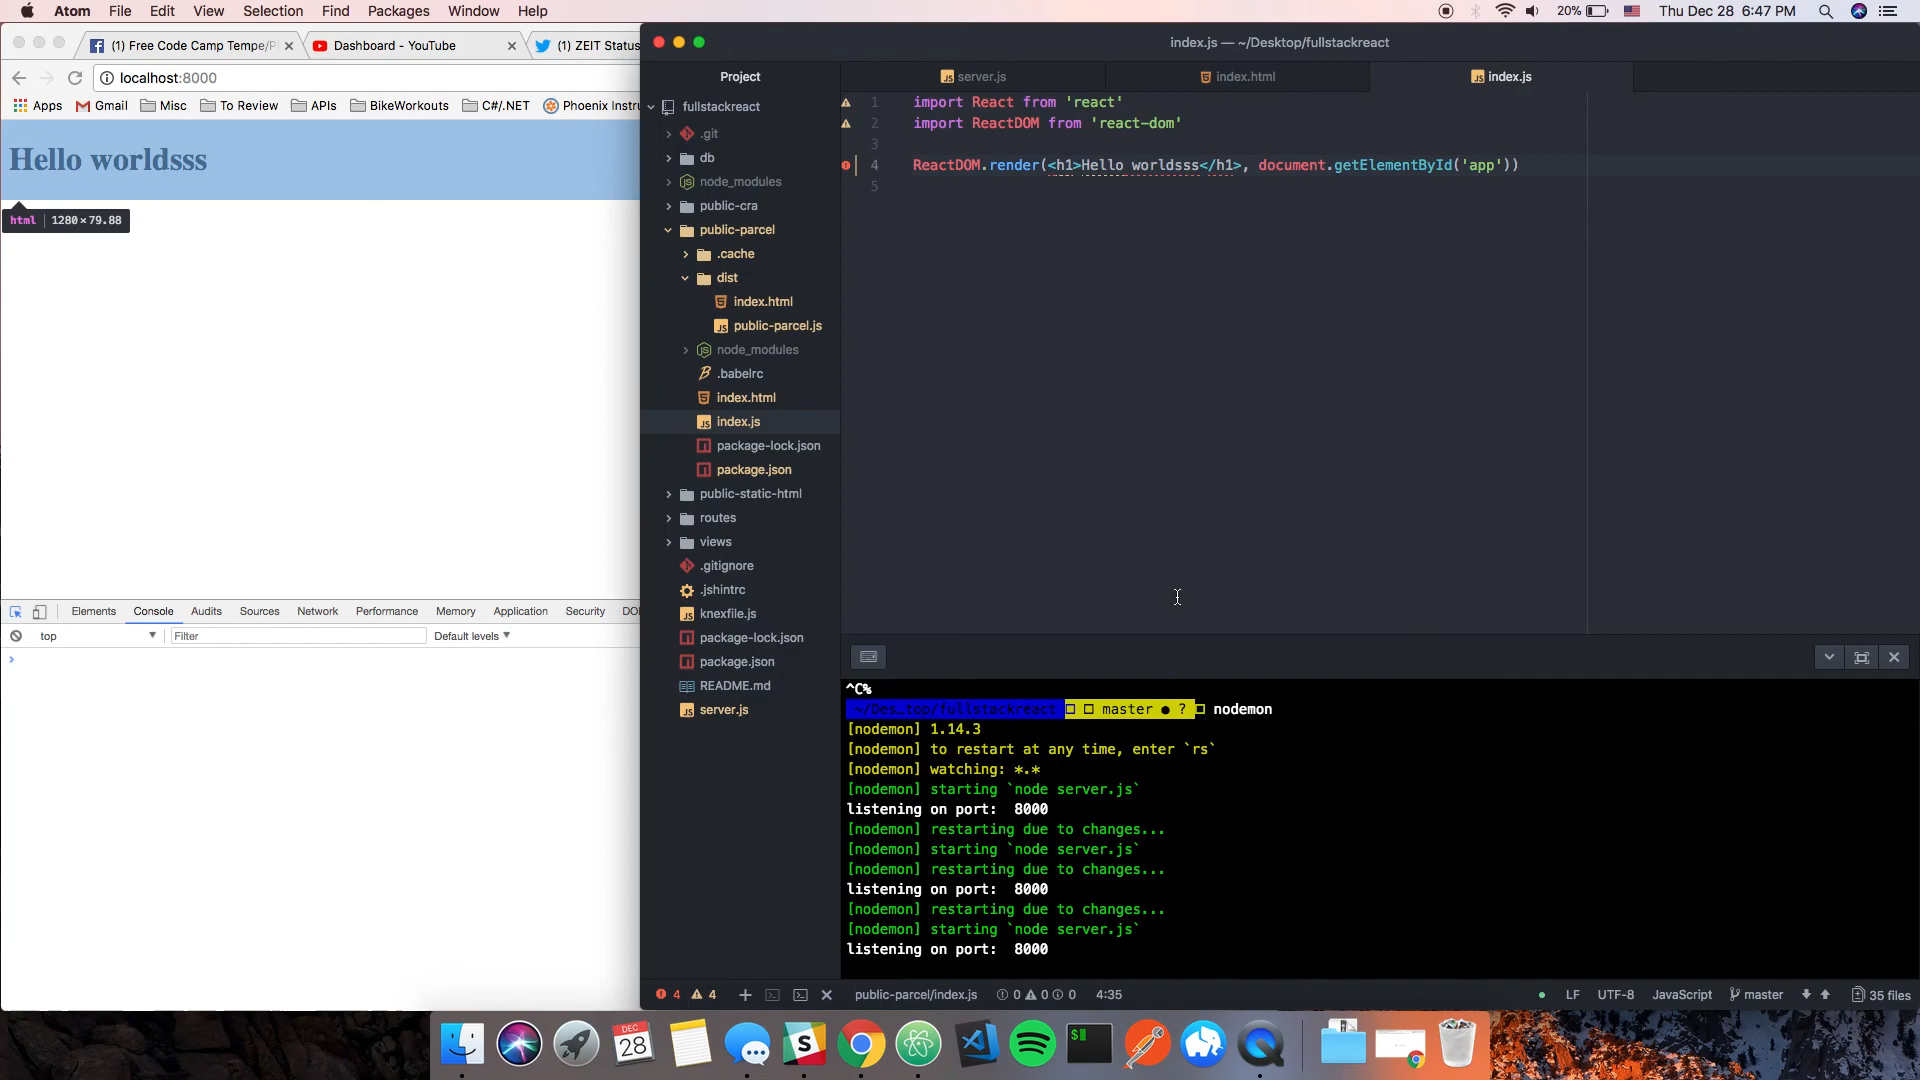 Atom File Edit View Selection Find Packages Window Help
20% Thu Dec 28 6:47 PM
(1) Free Code Camp Tempe/P
Dashboard - YouTube
(1) ZEIT Status
localhost:8000
Apps Gmail Misc To Review APIs BikeWorkouts C#/.NET Phoenix Instru
Hello worldsss
html 1280 × 79.88
Elements Console Audits Sources Network Performance Memory Application Security DO
top Filter Default levels
index.js — ~/Desktop/fullstackreact
Project
fullstackreact
.git
db
node_modules
public-cra
public-parcel
.cache
dist
index.html
public-parcel.js
node_modules
.babelrc
index.html
index.js
package-lock.json
package.json
public-static-html
routes
views
.gitignore
.jshintrc
knexfile.js
package-lock.json
package.json
README.md
server.js
server.js index.html index.js
1 import React from 'react'
2 import ReactDOM from 'react-dom'
3
4 ReactDOM.render(<h1>Hello worldsss</h1>, document.getElementById('app'))
5
^C%
~/Des…top/fullstackreact master ● ? nodemon
[nodemon] 1.14.3
[nodemon] to restart at any time, enter `rs`
[nodemon] watching: *.*
[nodemon] starting `node server.js`
listening on port:  8000
[nodemon] restarting due to changes...
[nodemon] starting `node server.js`
[nodemon] restarting due to changes...
listening on port:  8000
[nodemon] restarting due to changes...
[nodemon] starting `node server.js`
listening on port:  8000
4 4 public-parcel/index.js 0 0 0 4:35 LF UTF-8 JavaScript master 35 files
DEC
28